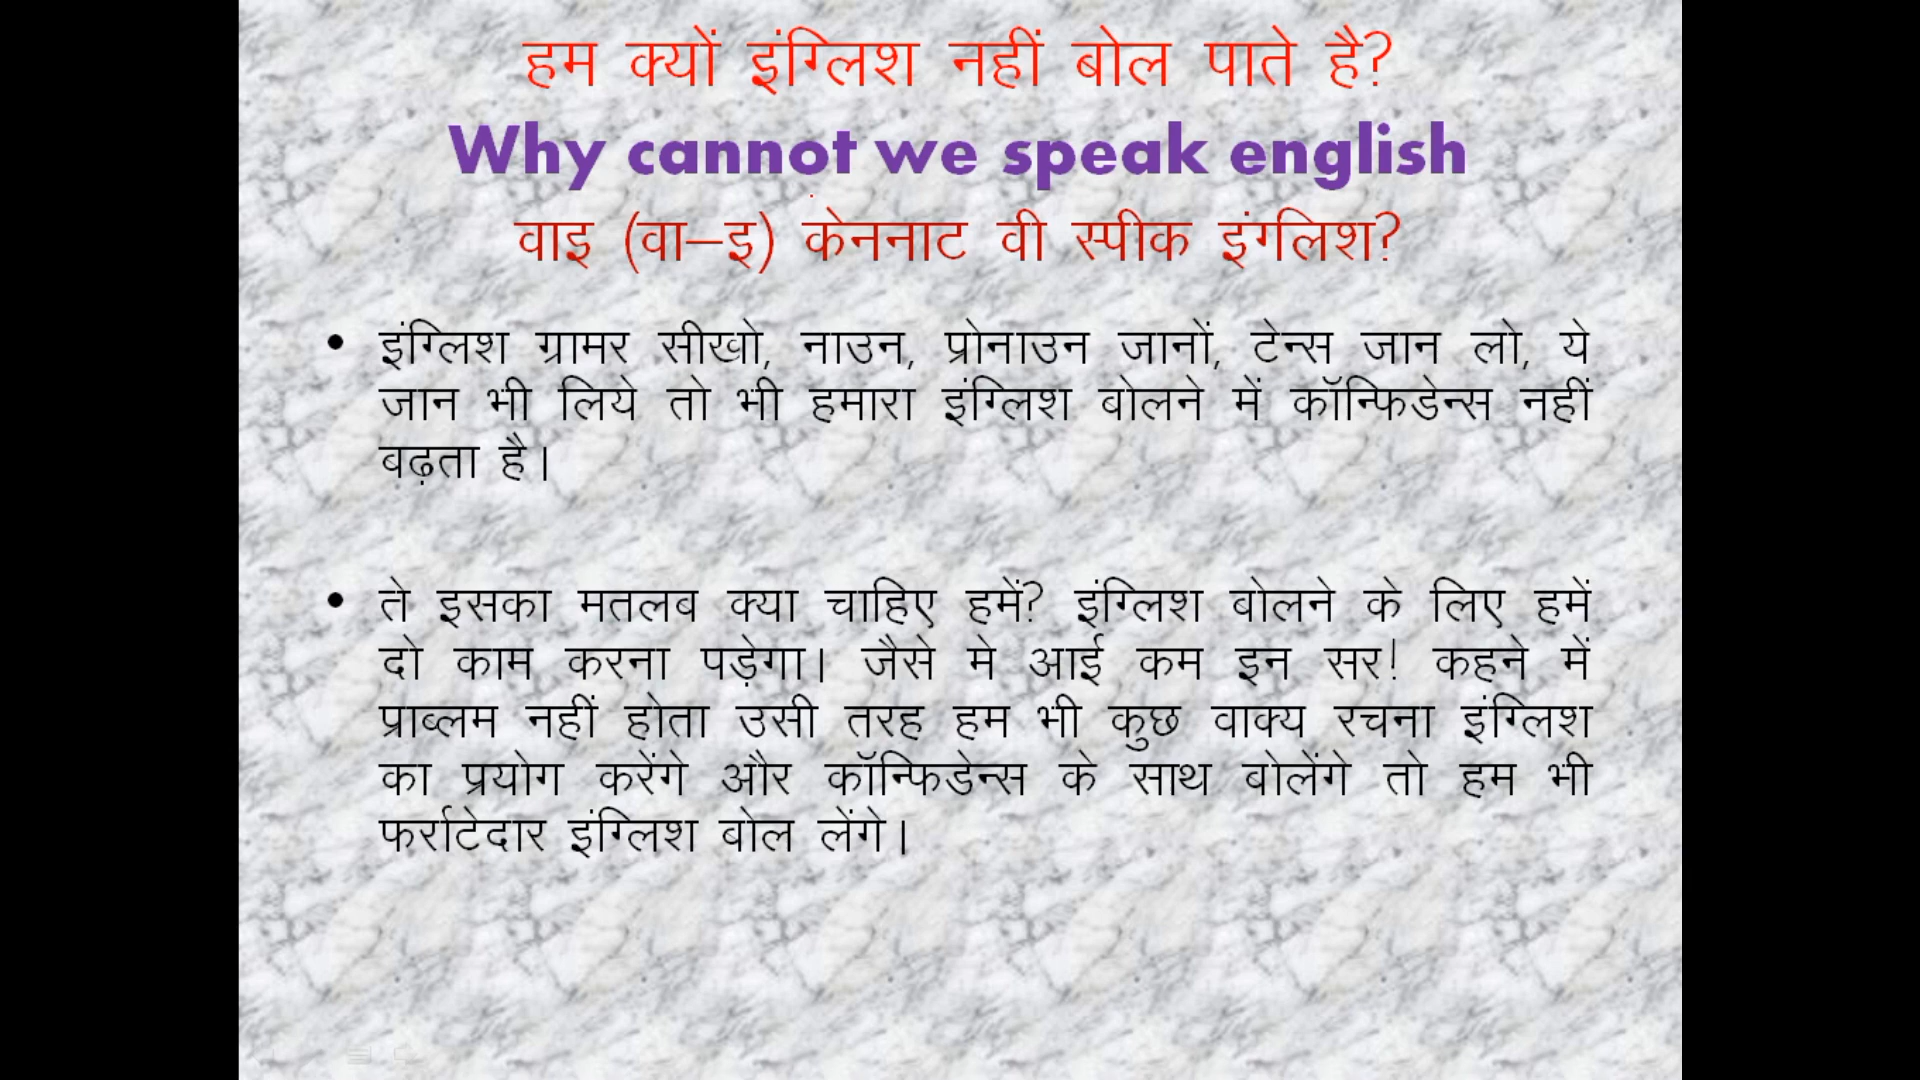 हम क्यों इंग्लिश नहीं बोल पाते है?
Why cannot we speak english
वाइ (वा–इ) केननाट वी स्पीक इंग्लिश?
• इंग्लिश ग्रामर सीखो, नाउन, प्रोनाउन जानों, टेन्स जान लो, ये
जान भी लिये तो भी हमारा इंग्लिश बोलने में कॉन्फिडेन्स नहीं
बढ़ता है।
• ते इसका मतलब क्या चाहिए हमें? इंग्लिश बोलने के लिए हमें
दो काम करना पड़ेगा। जैसे मे आई कम इन सर! कहने में
प्राब्लम नहीं होता उसी तरह हम भी कुछ वाक्य रचना इंग्लिश
का प्रयोग करेंगे और कॉन्फिडेन्स के साथ बोलेंगे तो हम भी
फर्राटेदार इंग्लिश बोल लेंगे।